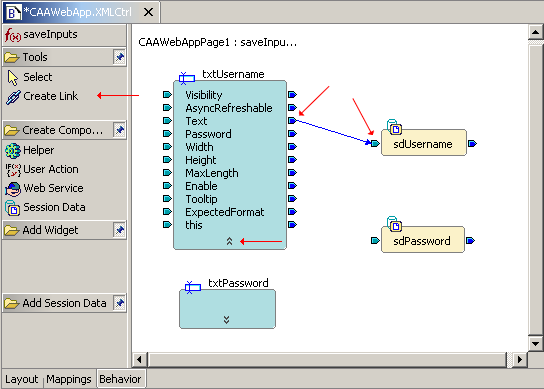 *CAAWebApp.XMLCtrl
f(x) saveInputs
Tools
Select
Create Link
Create Compo...
Helper
IF(x) User Action
Web Service
Session Data
Add Widget
Add Session Data
CAAWebAppPage1 : saveInpu...
txtUsername
Visibility
AsyncRefreshable
Text
Password
Width
Height
MaxLength
Enable
Tooltip
ExpectedFormat
this
txtPassword
sdUsername
sdPassword
Layout Mappings Behavior